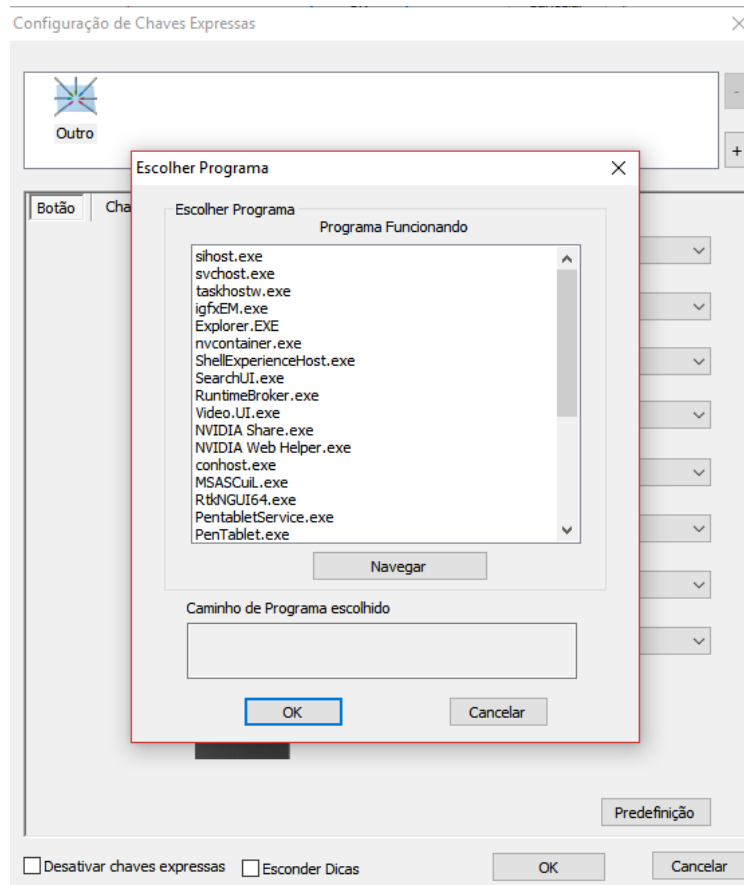 Configuração de Chaves Expressas
-
Outro
+
Escolher Programa
Botão
Escolher Programa
Programa Funcionando
sihost.exe
svchost.exe
taskhostw.exe
igfxEM.exe
Explorer.EXE
nvcontainer.exe
ShellExperienceHost.exe
SearchUI.exe
RuntimeBroker.exe
Video.UI.exe
NVIDIA Share.exe
NVIDIA Web Helper.exe
conhost.exe
MSASCuiL.exe
RtkNGUI64.exe
PentabletService.exe
PenTablet.exe
Navegar
Caminho de Programa escolhido
OK Cancelar
Predefinição
Desativar chaves expressas Esconder Dicas OK Cancelar